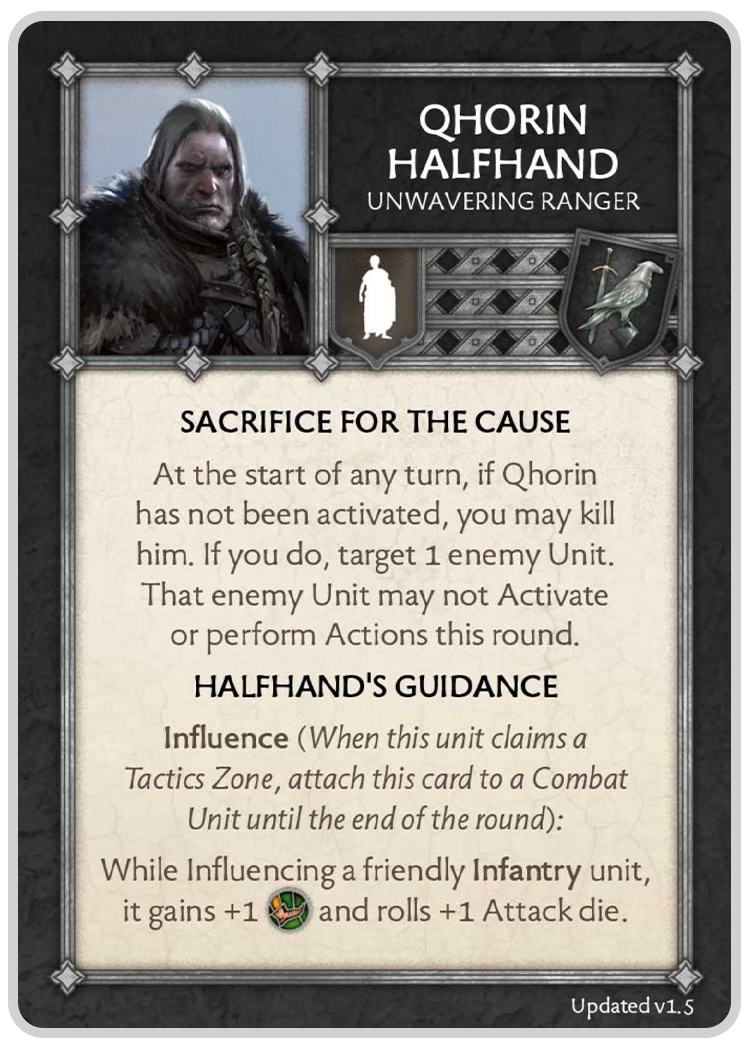 QHORIN
HALFHAND
UNWAVERING RANGER
SACRIFICE FOR THE CAUSE
At the start of any turn, if Qhorin
has not been activated, you may kill
him. If you do, target 1 enemy Unit.
That enemy Unit may not Activate
or perform Actions this round.
HALFHAND'S GUIDANCE
Influence (When this unit claims a
Tactics Zone, attach this card to a Combat
Unit until the end of the round):
While Influencing a friendly Infantry unit,
it gains +1 and rolls +1 Attack die.
Updated v1.5